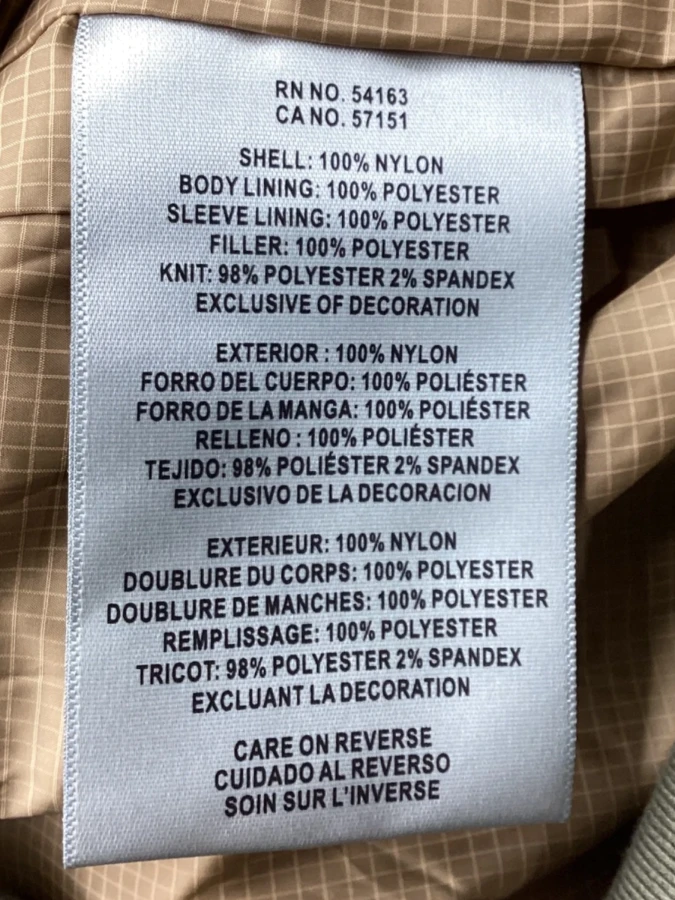 RN NO. 54163
CA NO. 57151
SHELL: 100% NYLON
BODY LINING: 100% POLYESTER
SLEEVE LINING: 100% POLYESTER
FILLER: 100% POLYESTER
KNIT: 98% POLYESTER 2% SPANDEX
EXCLUSIVE OF DECORATION
EXTERIOR : 100% NYLON
FORRO DEL CUERPO: 100% POLIÉSTER
FORRO DE LA MANGA: 100% POLIÉSTER
RELLENO : 100% POLIÉSTER
TEJIDO: 98% POLIÉSTER 2% SPANDEX
EXCLUSIVO DE LA DECORACION
EXTERIEUR: 100% NYLON
DOUBLURE DU CORPS: 100% POLYESTER
DOUBLURE DE MANCHES: 100% POLYESTER
REMPLISSAGE: 100% POLYESTER
TRICOT: 98% POLYESTER 2% SPANDEX
EXCLUANT LA DECORATION
CARE ON REVERSE
CUIDADO AL REVERSO
SOIN SUR L'INVERSE